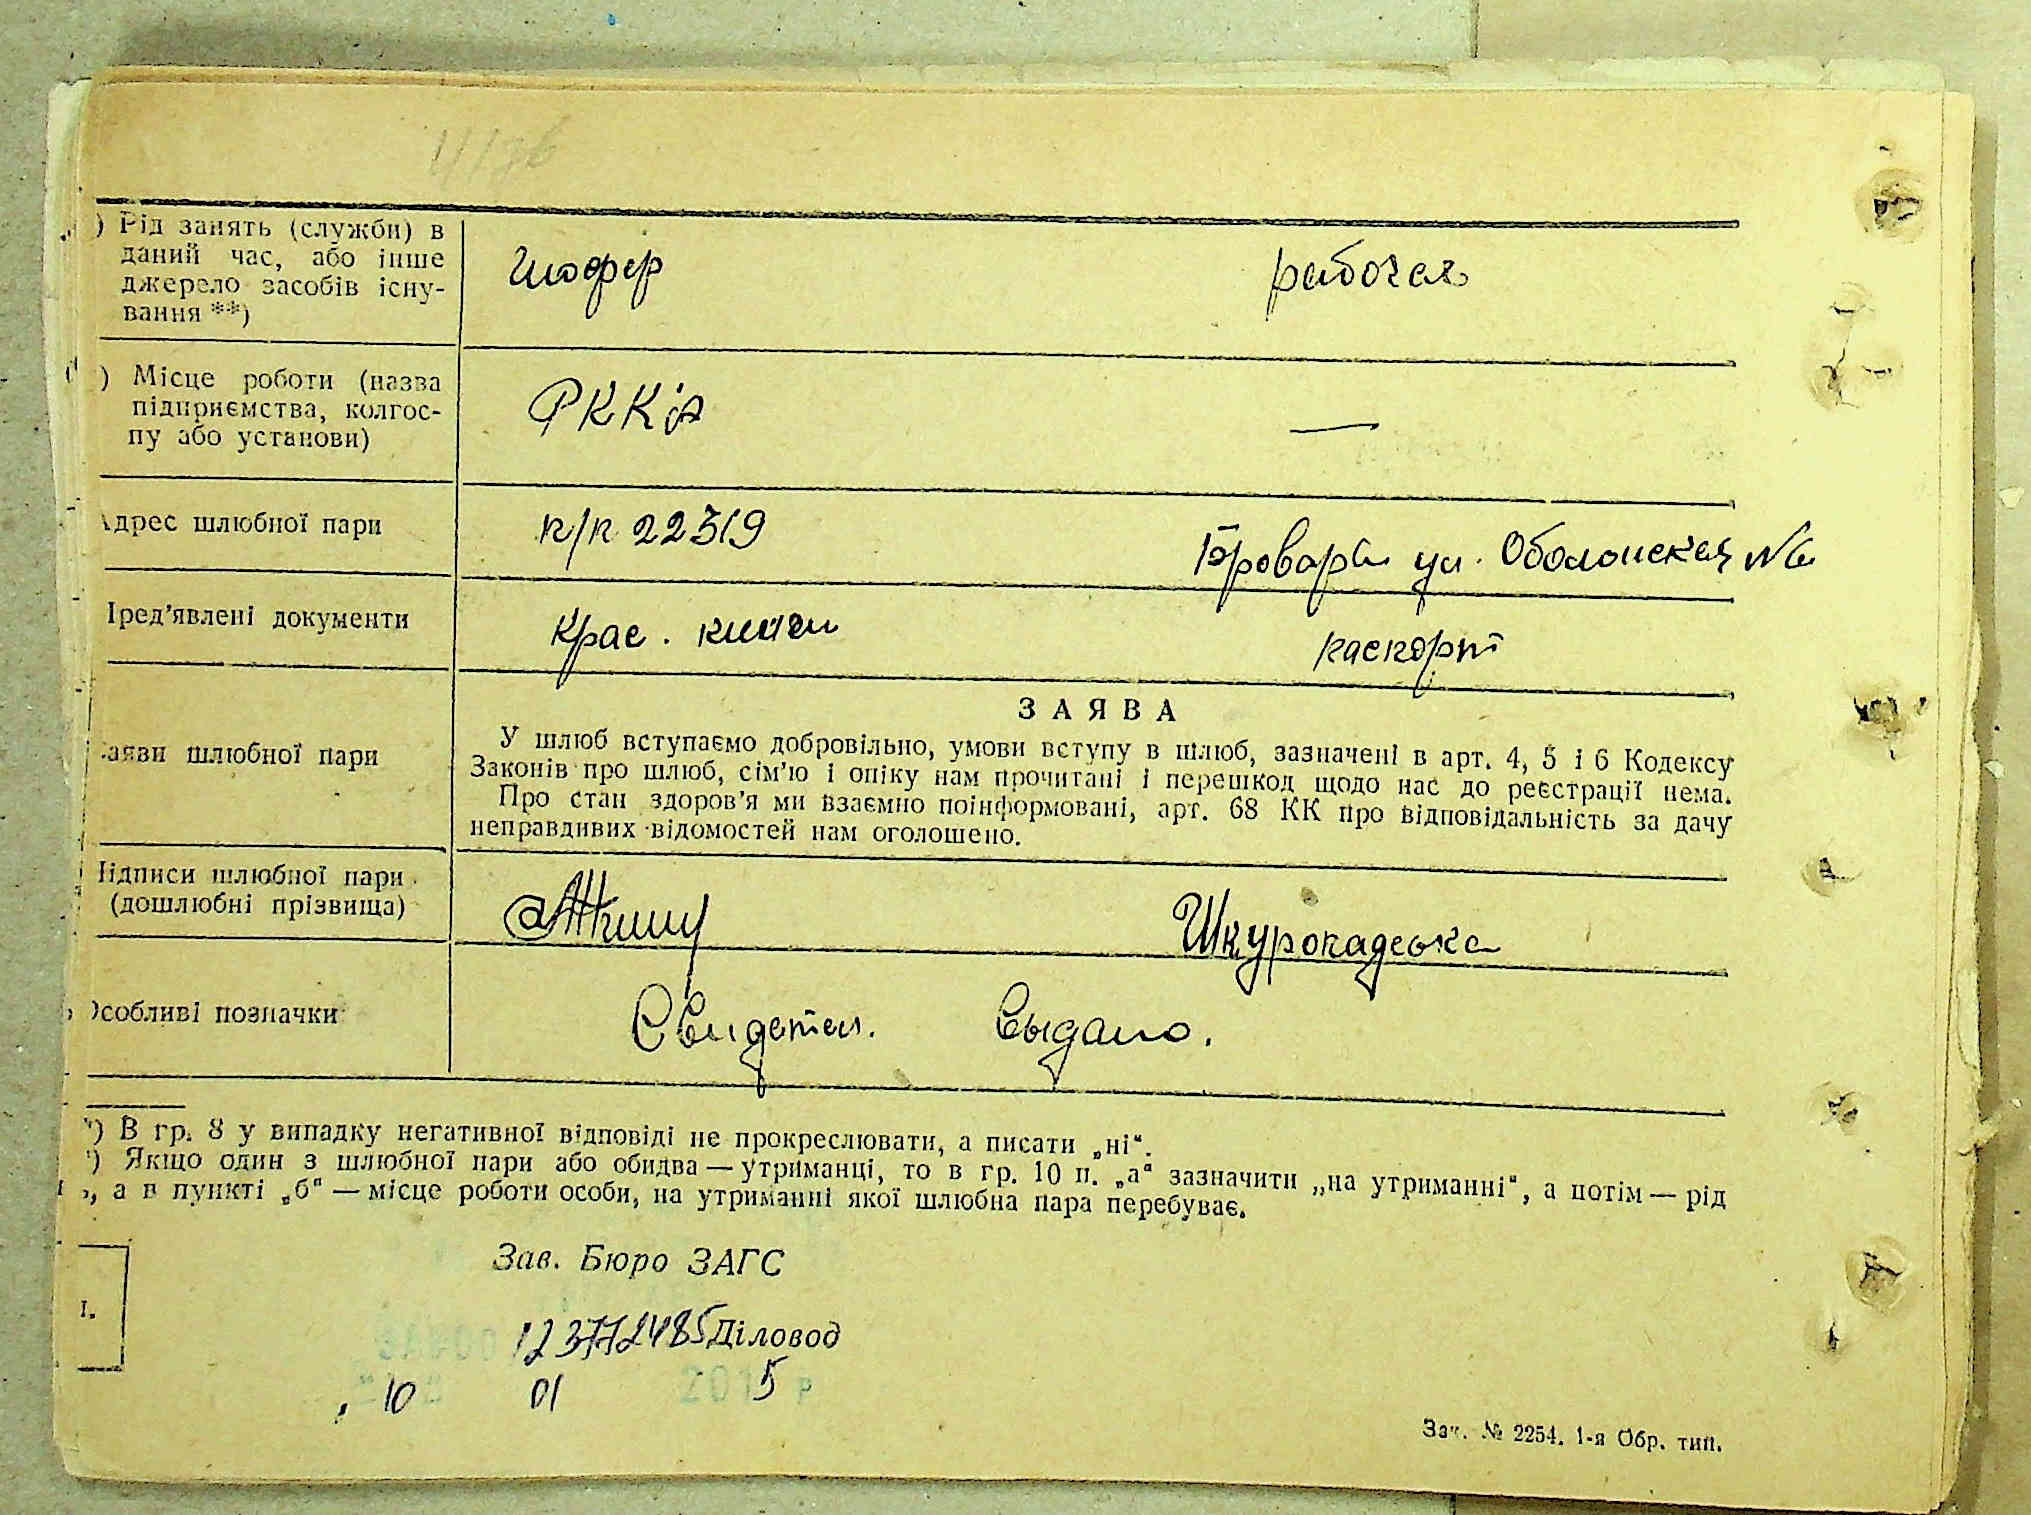 ) Рід занять (служби) в
даний час, або інше
джерело засобів існу-
вання **)
шофер рабочая
) Місце роботи (назва
підприємства, колгос-
пу або установи)
РККА —
Адрес шлюбної пари
п/п 22319 Бровары ул. Оболонская №6
Пред'явлені документи
крас. книги паспорт
ЗАЯВА
Заяви шлюбної пари
У шлюб вступаємо добровільно, умови вступу в шлюб, зазначені в арт. 4, 5 і 6 Кодексу
Законів про шлюб, сім'ю і опіку нам прочитані і перешкод щодо нас до реєстрації нема.
Про стан здоров'я ми взаємно поінформовані, арт. 68 КК про відповідальність за дачу
неправдивих відомостей нам оголошено.
Підписи шлюбної пари
(дошлюбні прізвища)
Шкуропадська
Особливі позначки
Свидетел. выдано.
*) В гр. 8 у випадку негативної відповіді не прокреслювати, а писати „ні“.
*) Якщо один з шлюбної пари або обидва — утриманці, то в гр. 10 п. „а“ зазначити „на утриманні“, а потім — рід
, а в пункті „б“ — місце роботи особи, на утриманні якої шлюбна пара перебуває.
Зав. Бюро ЗАГС
І.
123772485 Діловод
10 01 2015 р
Зак. № 2254. 1-я Обр. тип.